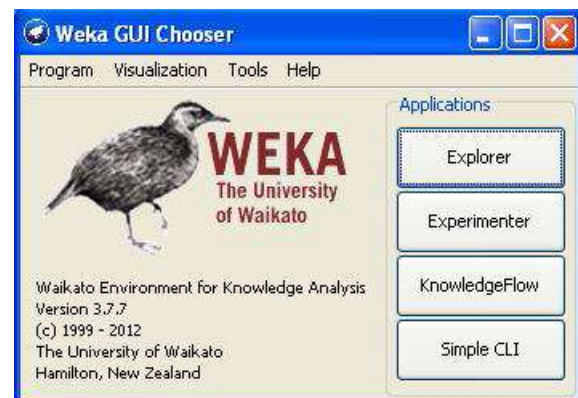 Weka GUI Chooser
Program Visualization Tools Help
WEKA
The University
of Waikato
Waikato Environment for Knowledge Analysis
Version 3.7.7
(c) 1999 - 2012
The University of Waikato
Hamilton, New Zealand
Applications
Explorer
Experimenter
KnowledgeFlow
Simple CLI